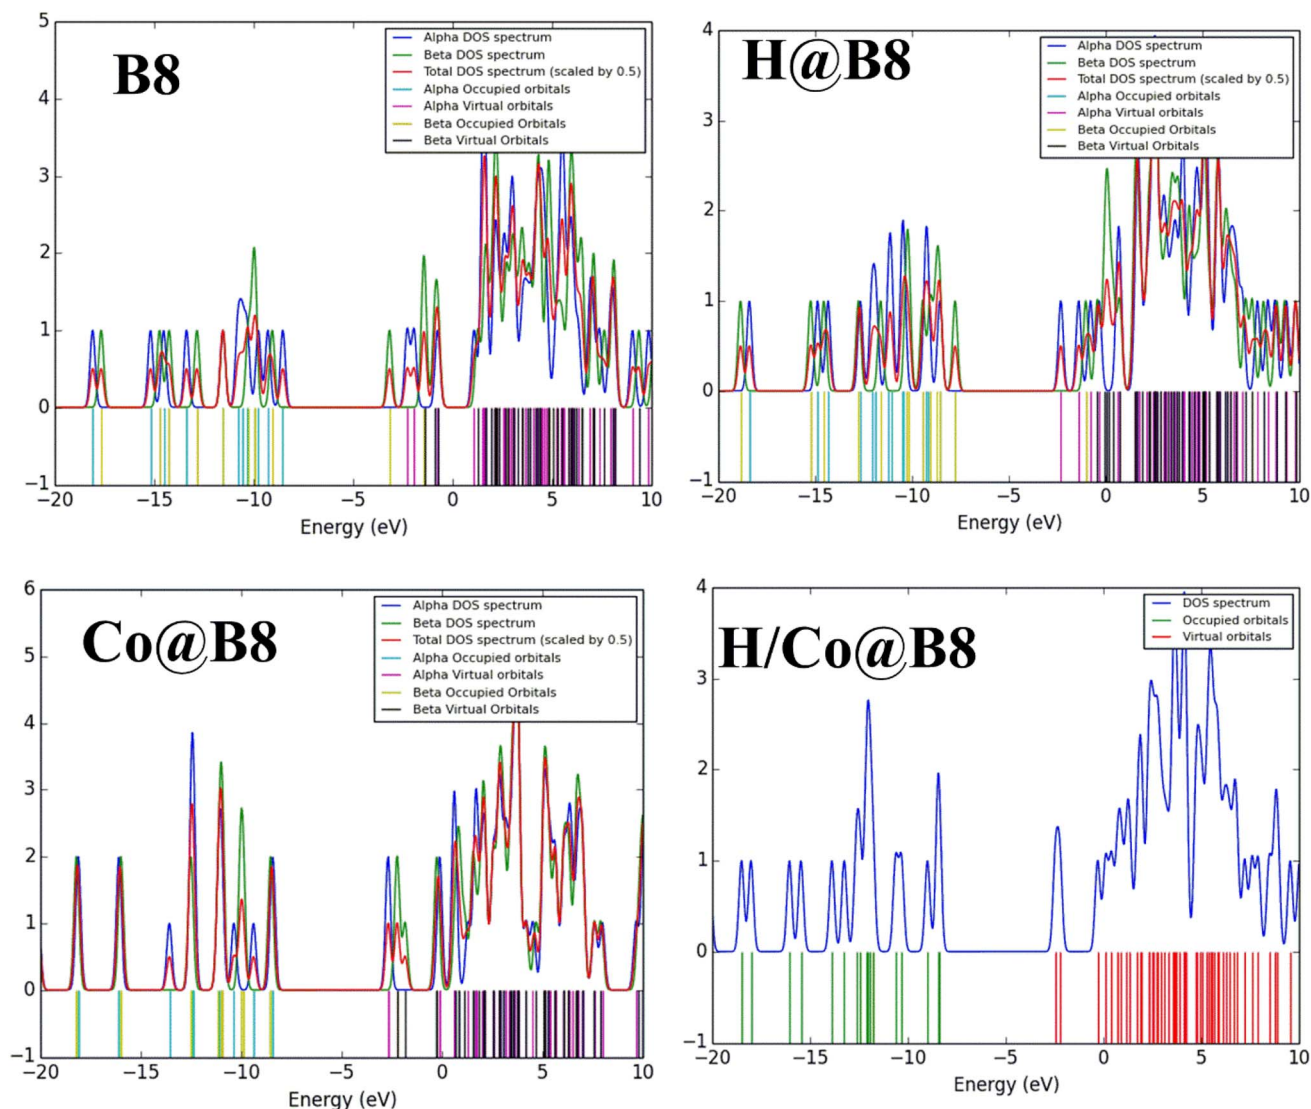 B8
5
4
3
2
1
0
−1
Alpha DOS spectrum
Beta DOS spectrum
Total DOS spectrum (scaled by 0.5)
Alpha Occupied orbitals
Alpha Virtual orbitals
Beta Occupied Orbitals
Beta Virtual Orbitals
−20 −15 −10 −5 0 5 10
Energy (eV)
H@B8
4
3
2
1
0
−1
Alpha DOS spectrum
Beta DOS spectrum
Total DOS spectrum (scaled by 0.5)
Alpha Occupied orbitals
Alpha Virtual orbitals
Beta Occupied Orbitals
Beta Virtual Orbitals
−20 −15 −10 −5 0 5 10
Energy (eV)
Co@B8
6
5
4
3
2
1
0
−1
Alpha DOS spectrum
Beta DOS spectrum
Total DOS spectrum (scaled by 0.5)
Alpha Occupied orbitals
Alpha Virtual orbitals
Beta Occupied Orbitals
Beta Virtual Orbitals
−20 −15 −10 −5 0 5 10
Energy (eV)
H/Co@B8
4
3
2
1
0
−1
DOS spectrum
Occupied orbitals
Virtual orbitals
−20 −15 −10 −5 0 5 10
Energy (eV)